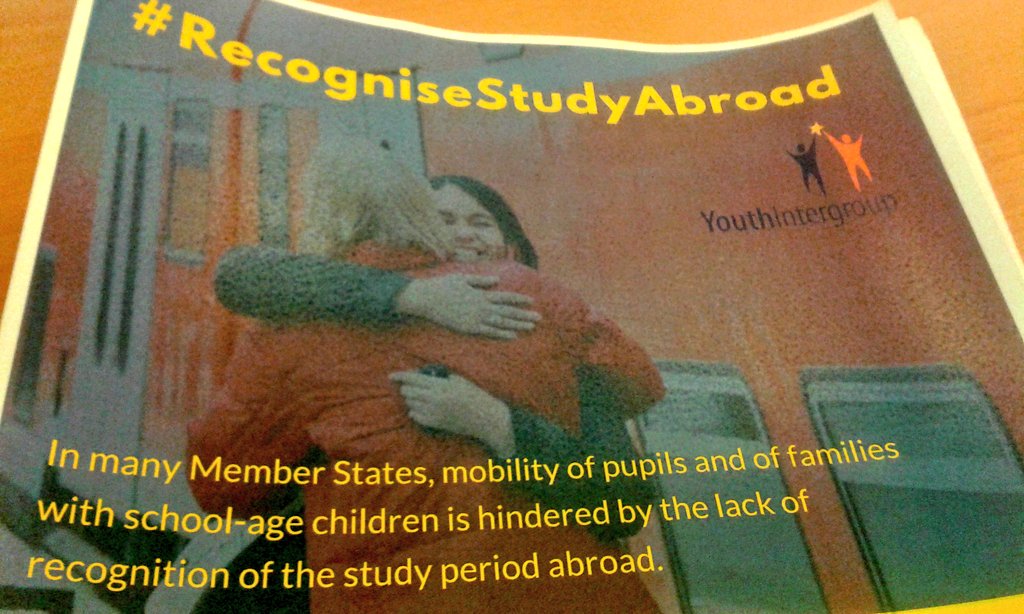 #RecogniseStudyAbroad
YouthIntergroup
In many Member States, mobility of pupils and of families
with school-age children is hindered by the lack of
recognition of the study period abroad.